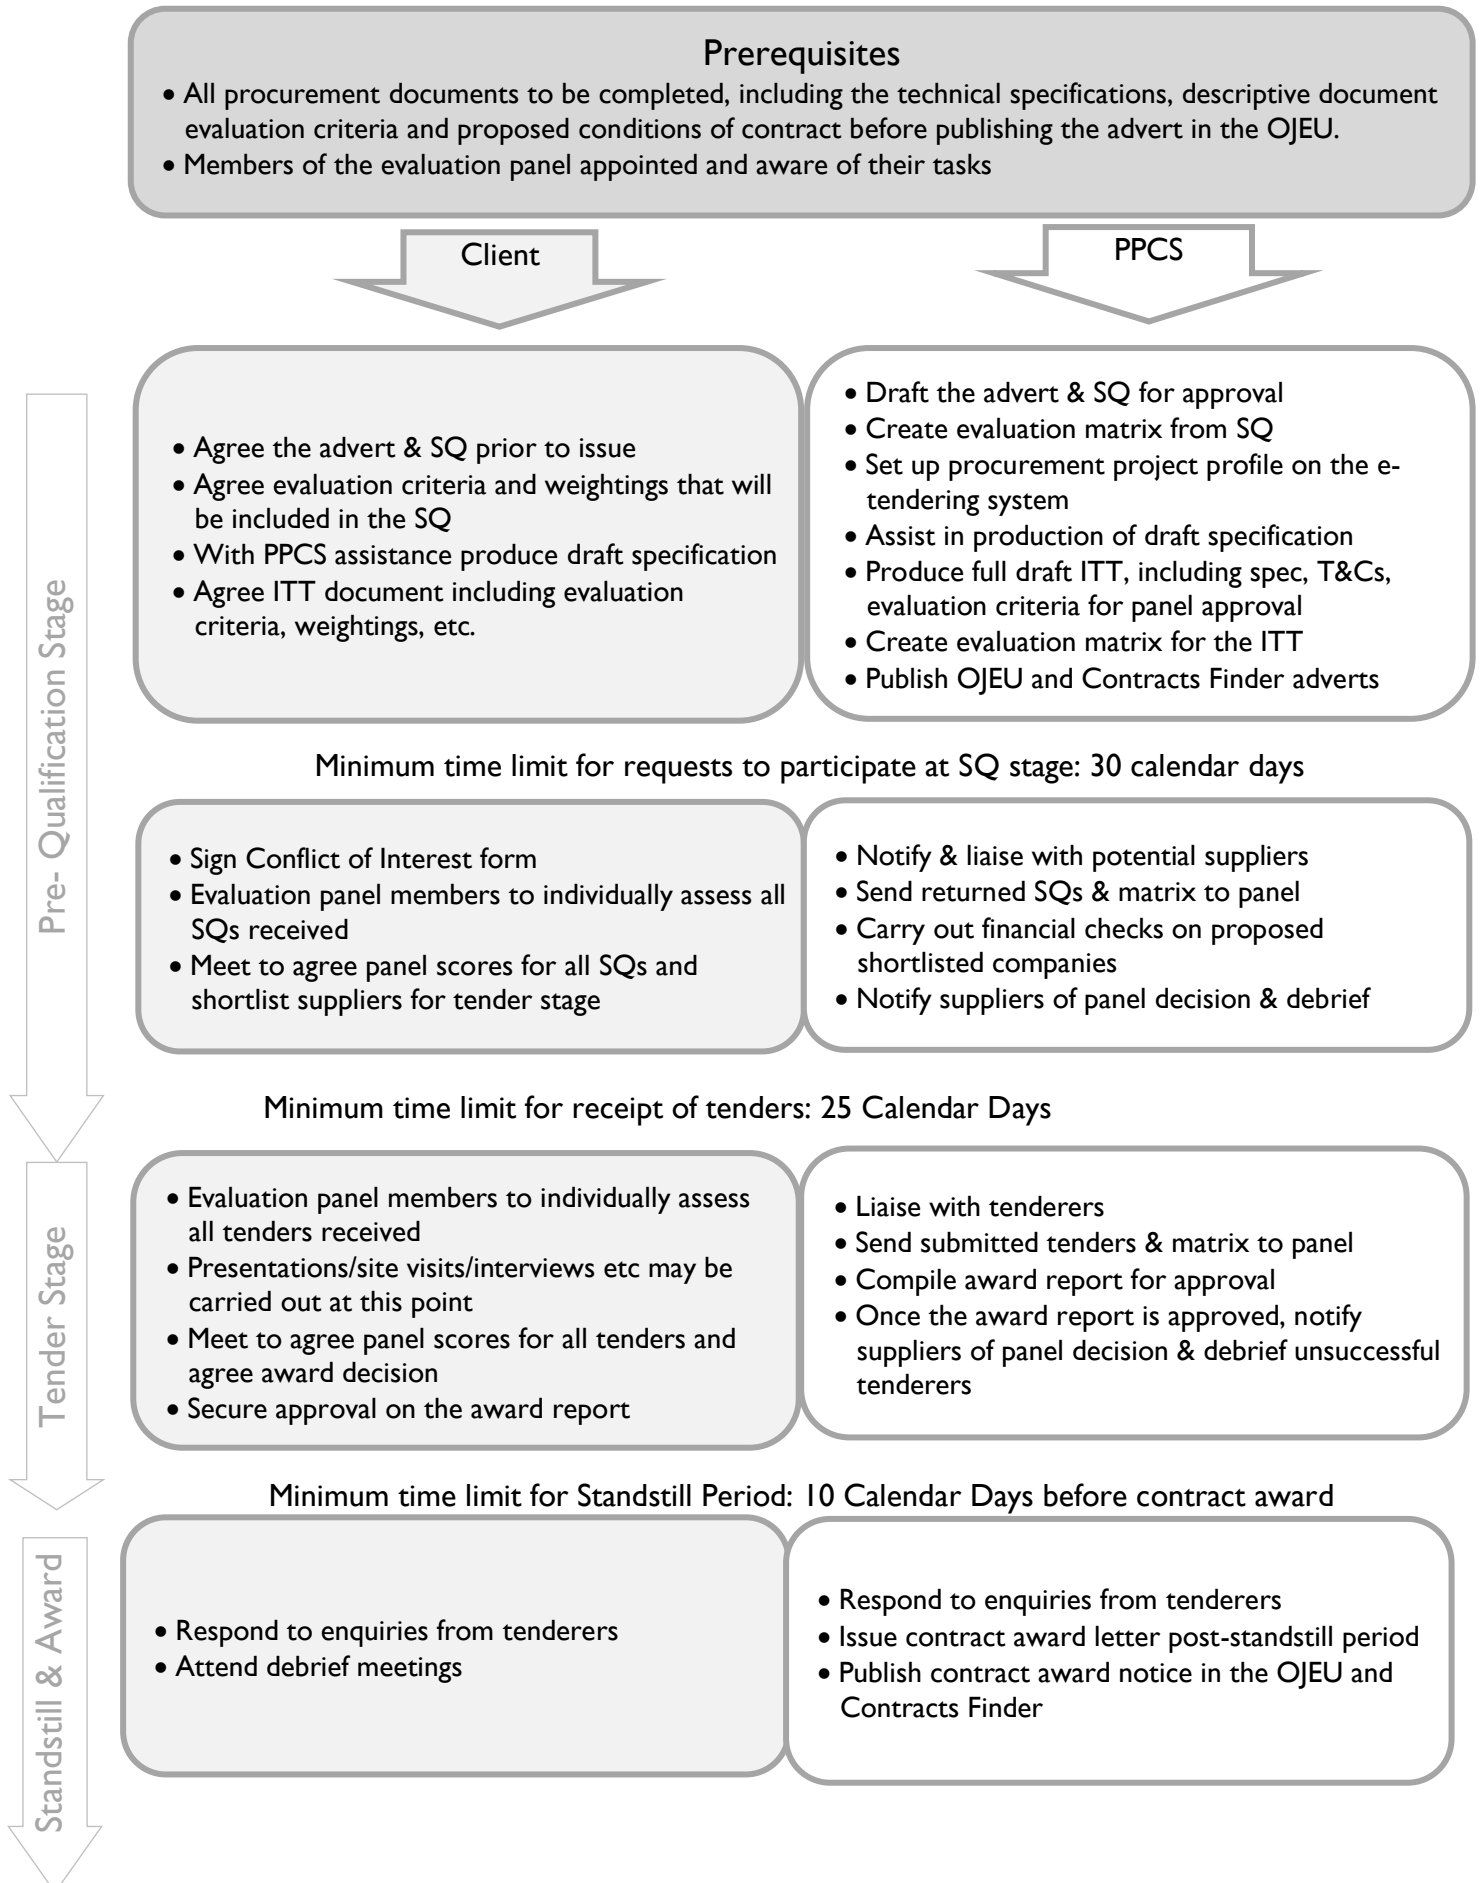 Prerequisites
• All procurement documents to be completed, including the technical specifications, descriptive document
evaluation criteria and proposed conditions of contract before publishing the advert in the OJEU.
• Members of the evaluation panel appointed and aware of their tasks
Client
PPCS
Pre- Qualification Stage
• Agree the advert & SQ prior to issue
• Agree evaluation criteria and weightings that will
be included in the SQ
• With PPCS assistance produce draft specification
• Agree ITT document including evaluation
criteria, weightings, etc.
• Draft the advert & SQ for approval
• Create evaluation matrix from SQ
• Set up procurement project profile on the e-
tendering system
• Assist in production of draft specification
• Produce full draft ITT, including spec, T&Cs,
evaluation criteria for panel approval
• Create evaluation matrix for the ITT
• Publish OJEU and Contracts Finder adverts
Minimum time limit for requests to participate at SQ stage: 30 calendar days
• Sign Conflict of Interest form
• Evaluation panel members to individually assess all
SQs received
• Meet to agree panel scores for all SQs and
shortlist suppliers for tender stage
• Notify & liaise with potential suppliers
• Send returned SQs & matrix to panel
• Carry out financial checks on proposed
shortlisted companies
• Notify suppliers of panel decision & debrief
Minimum time limit for receipt of tenders: 25 Calendar Days
Tender Stage
• Evaluation panel members to individually assess
all tenders received
• Presentations/site visits/interviews etc may be
carried out at this point
• Meet to agree panel scores for all tenders and
agree award decision
• Secure approval on the award report
• Liaise with tenderers
• Send submitted tenders & matrix to panel
• Compile award report for approval
• Once the award report is approved, notify
suppliers of panel decision & debrief unsuccessful
tenderers
Minimum time limit for Standstill Period: 10 Calendar Days before contract award
Standstill & Award
• Respond to enquiries from tenderers
• Attend debrief meetings
• Respond to enquiries from tenderers
• Issue contract award letter post-standstill period
• Publish contract award notice in the OJEU and
Contracts Finder